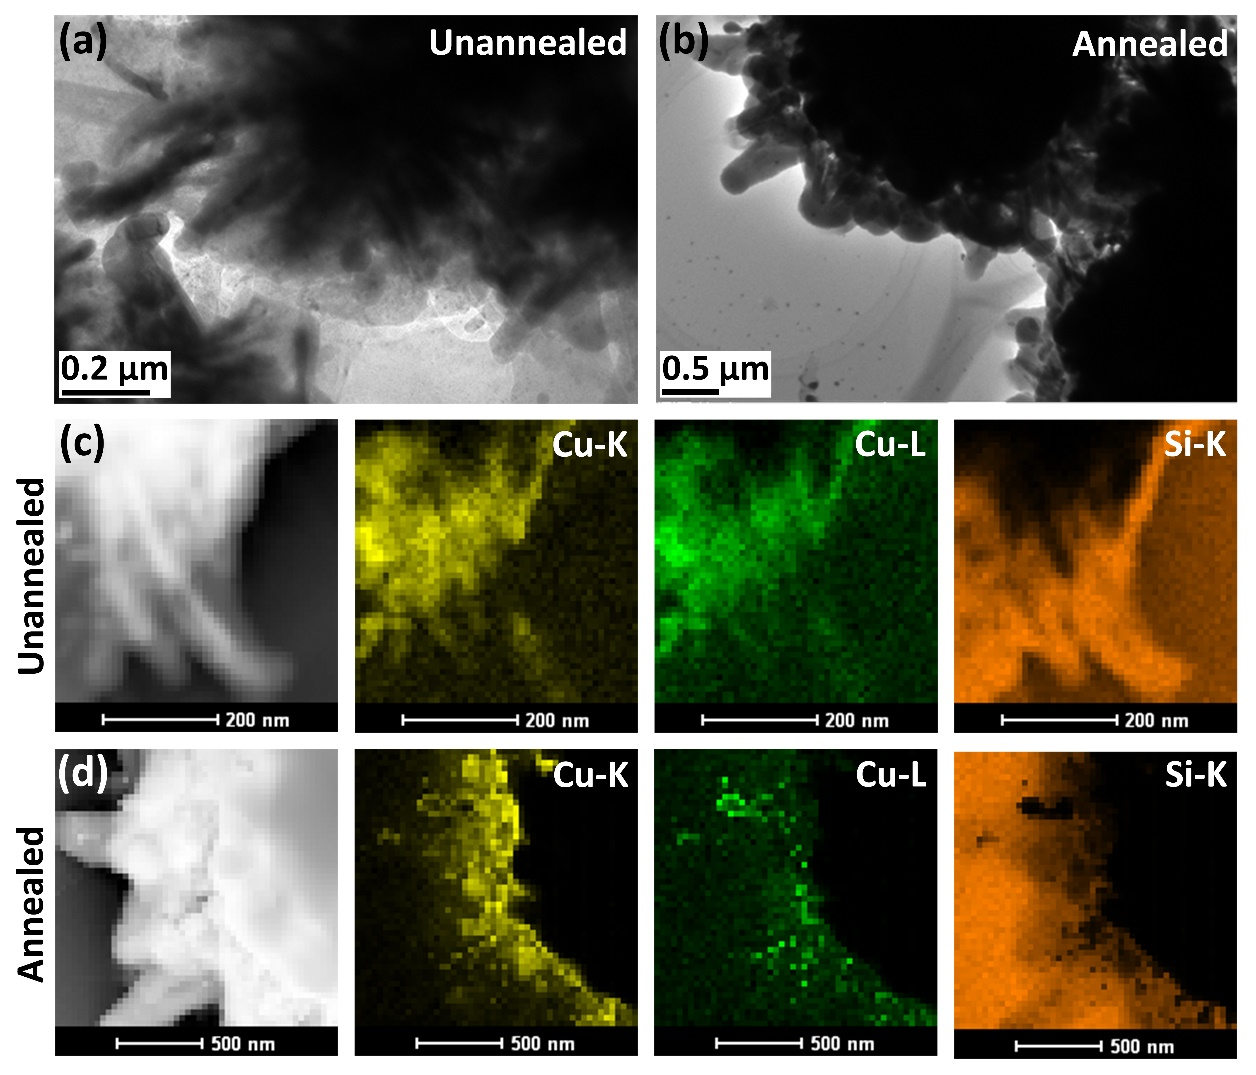 (a) Unannealed
(b) Annealed
0.2 µm
0.5 µm
Unannealed
(c)
Cu-K
Cu-L
Si-K
200 nm
200 nm
200 nm
200 nm
Annealed
(d)
Cu-K
Cu-L
Si-K
500 nm
500 nm
500 nm
500 nm